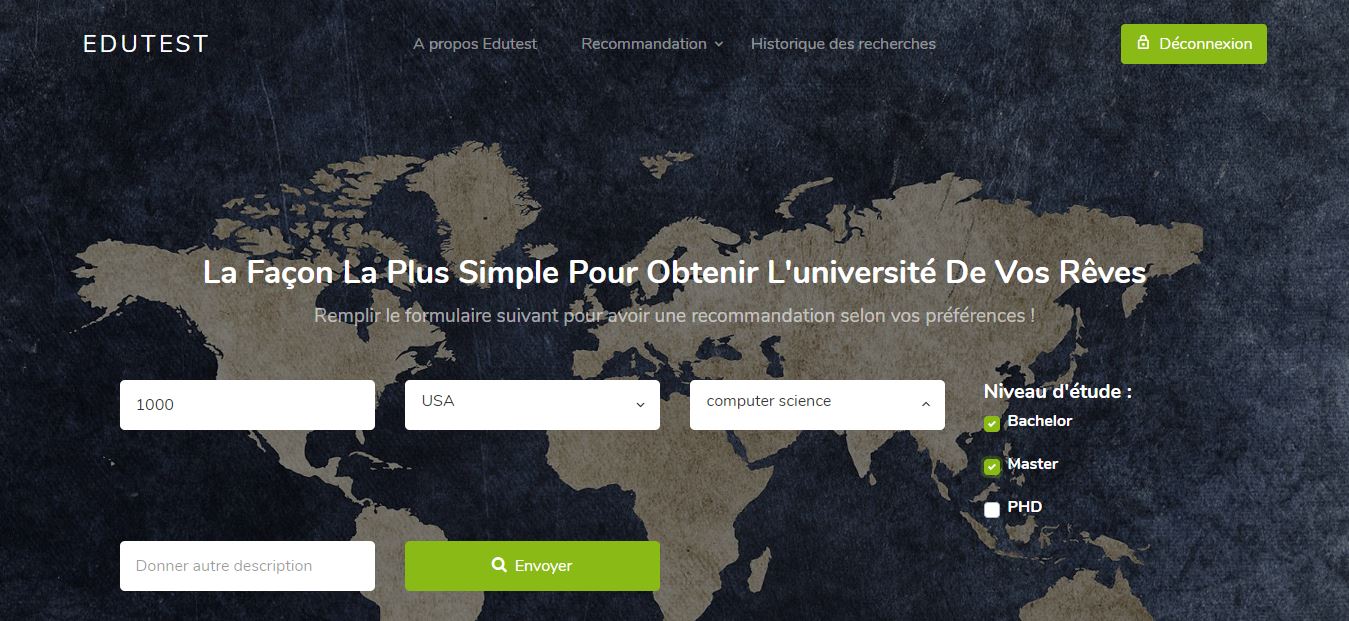 EDUTEST
A propos Edutest
Recommandation
Historique des recherches
Déconnexion
La Façon La Plus Simple Pour Obtenir L'université De Vos Rêves
Remplir le formulaire suivant pour avoir une recommandation selon vos préférences !
1000
USA
computer science
Niveau d'étude :
Bachelor
Master
PHD
Donner autre description
Envoyer